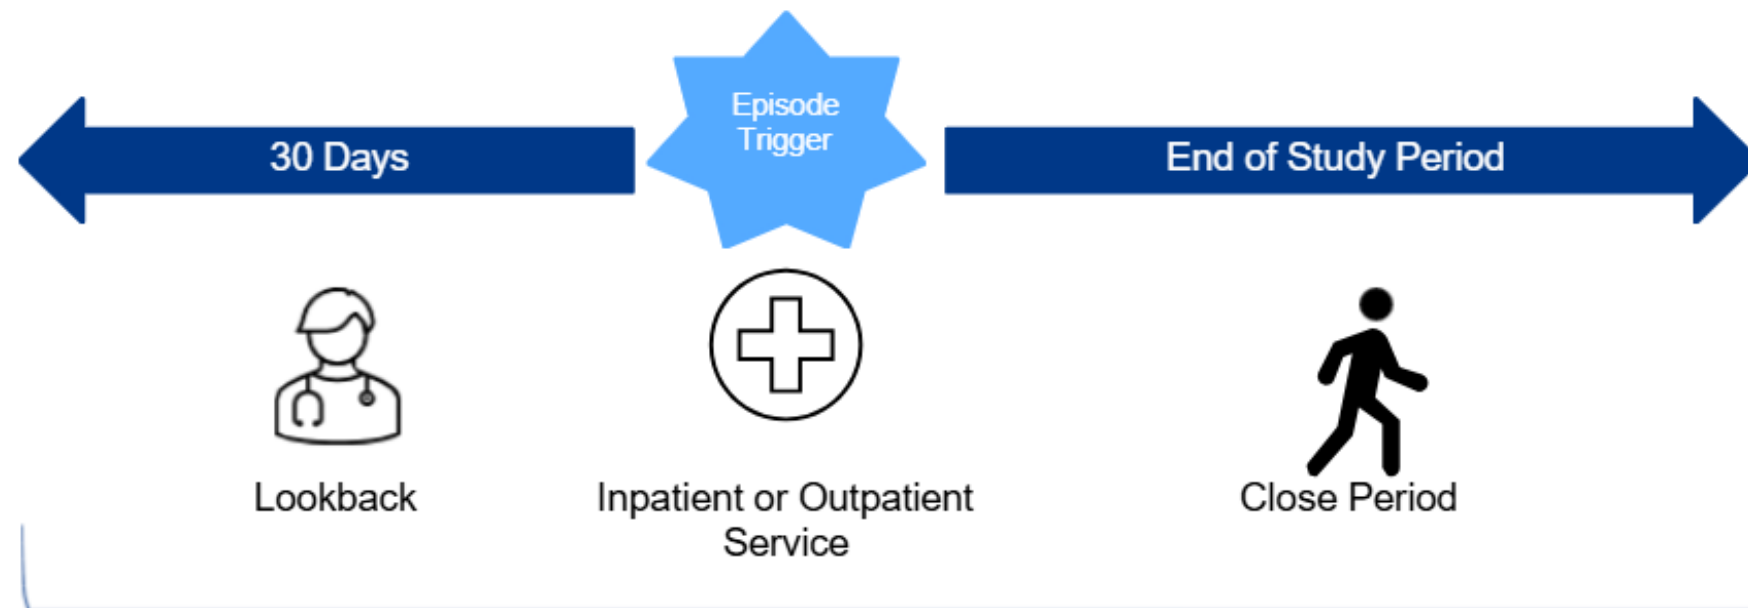 Episode
Trigger
30 Days
End of Study Period
Lookback
Inpatient or Outpatient
Service
Close Period